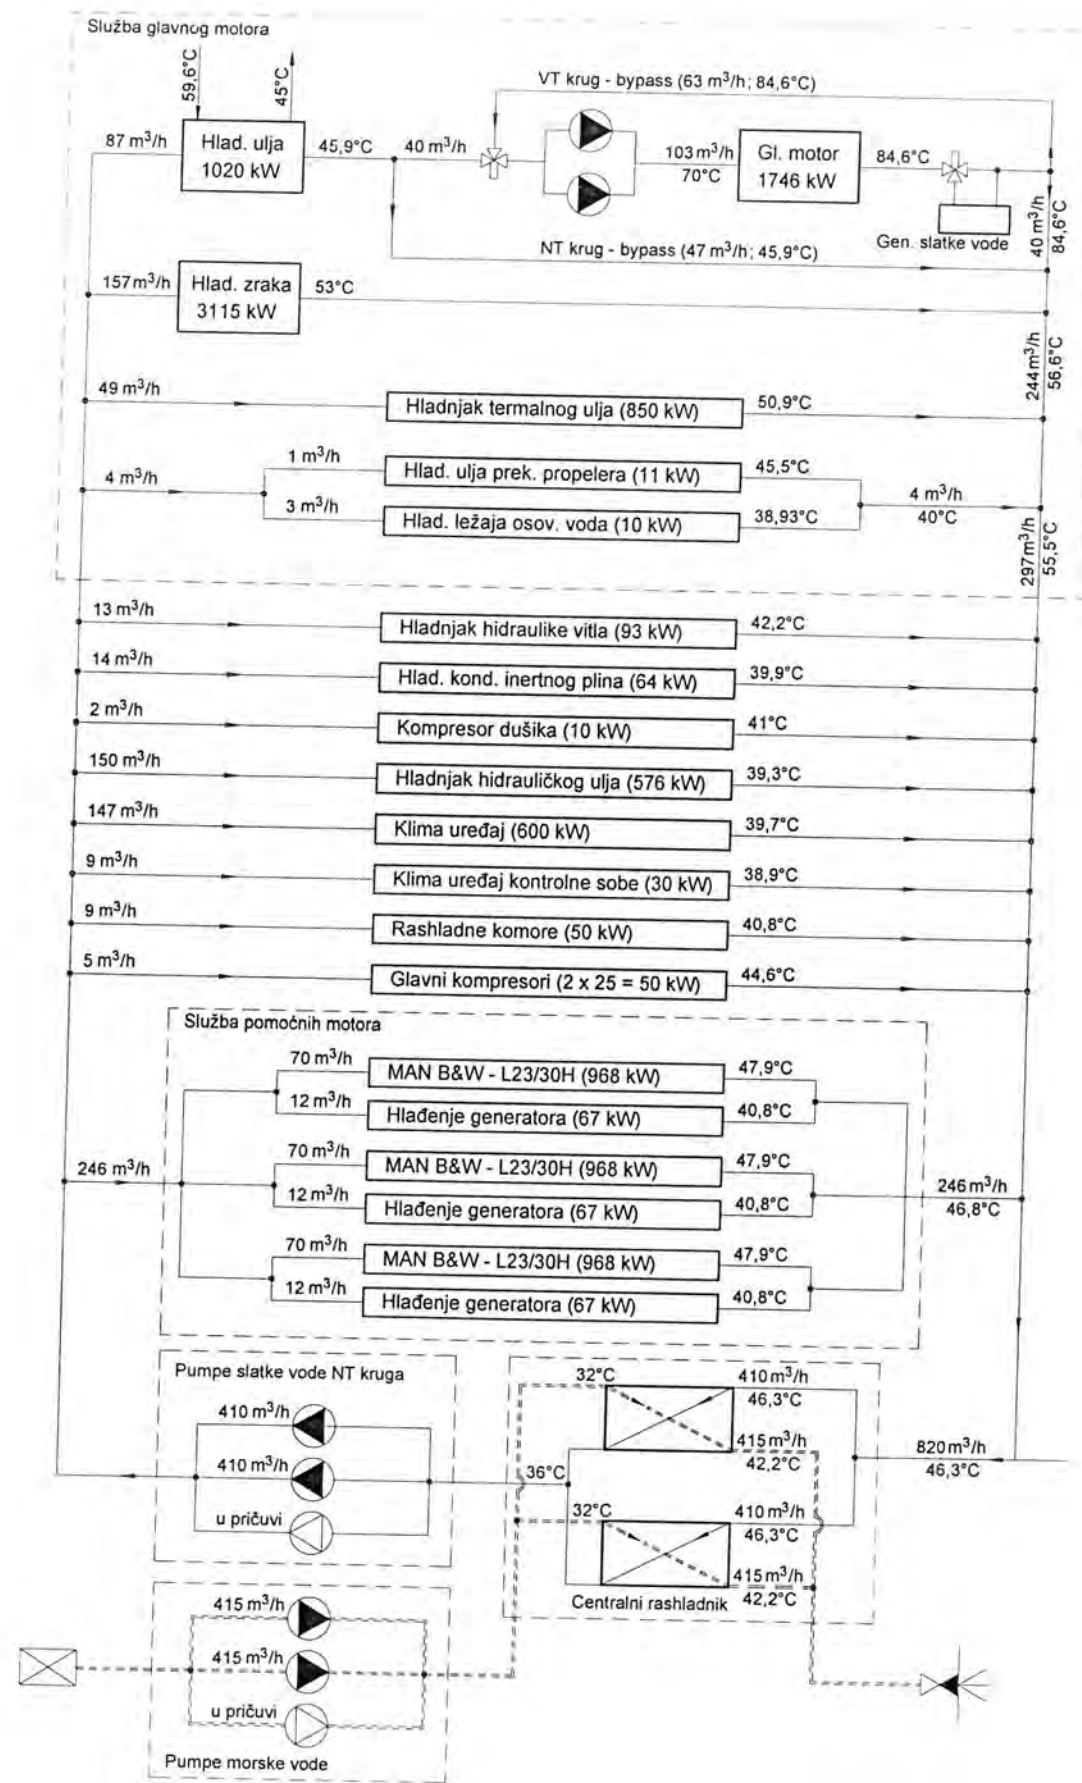 Služba glavnog motora
59,6°C
45°C
VT krug - bypass (63 m³/h; 84,6°C)
87 m³/h
Hlad. ulja
1020 kW
45,9°C
40 m³/h
103 m³/h
70°C
Gl. motor
1746 kW
84,6°C
Gen. slatke vode
40 m³/h
84,6°C
NT krug - bypass (47 m³/h; 45,9°C)
157 m³/h
Hlad. zraka
3115 kW
53°C
244 m³/h
56,6°C
49 m³/h
Hladnjak termalnog ulja (850 kW)
50,9°C
1 m³/h
Hlad. ulja prek. propelera (11 kW)
45,5°C
4 m³/h
4 m³/h
40°C
3 m³/h
Hlad. ležaja osov. voda (10 kW)
38,93°C
297 m³/h
55,5°C
13 m³/h
Hladnjak hidraulike vitla (93 kW)
42,2°C
14 m³/h
Hlad. kond. inertnog plina (64 kW)
39,9°C
2 m³/h
Kompresor dušika (10 kW)
41°C
150 m³/h
Hladnjak hidrauličkog ulja (576 kW)
39,3°C
147 m³/h
Klima uređaj (600 kW)
39,7°C
9 m³/h
Klima uređaj kontrolne sobe (30 kW)
38,9°C
9 m³/h
Rashladne komore (50 kW)
40,8°C
5 m³/h
Glavni kompresori (2 x 25 = 50 kW)
44,6°C
Služba pomoćnih motora
70 m³/h
MAN B&W - L23/30H (968 kW)
47,9°C
12 m³/h
Hlađenje generatora (67 kW)
40,8°C
246 m³/h
70 m³/h
MAN B&W - L23/30H (968 kW)
47,9°C
12 m³/h
Hlađenje generatora (67 kW)
40,8°C
246 m³/h
46,8°C
70 m³/h
MAN B&W - L23/30H (968 kW)
47,9°C
12 m³/h
Hlađenje generatora (67 kW)
40,8°C
Pumpe slatke vode NT kruga
410 m³/h
410 m³/h
u pričuvi
36°C
32°C
410 m³/h
46,3°C
415 m³/h
42,2°C
820 m³/h
46,3°C
32°C
410 m³/h
46,3°C
415 m³/h
42,2°C
Centralni rashladnik
415 m³/h
415 m³/h
u pričuvi
Pumpe morske vode